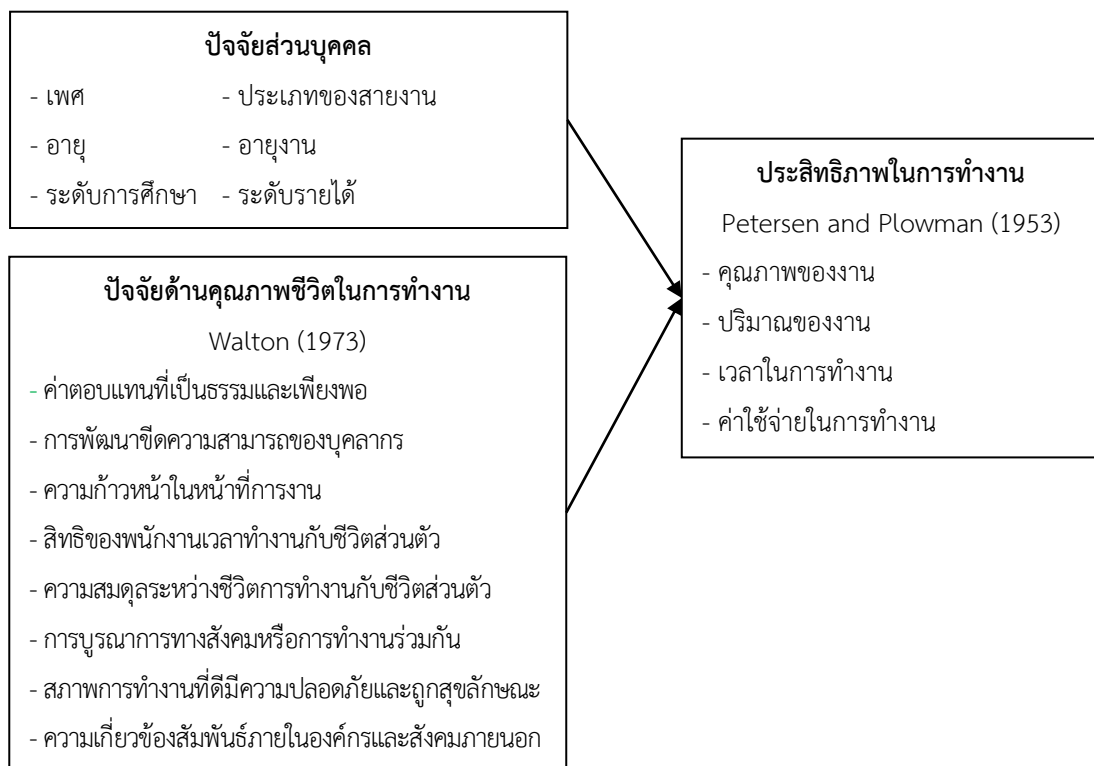 ปัจจัยส่วนบุคคล
- เพศ - ประเภทของสายงาน
- อายุ - อายุงาน
- ระดับการศึกษา - ระดับรายได้
ปัจจัยด้านคุณภาพชีวิตในการทำงาน
Walton (1973)
- ค่าตอบแทนที่เป็นธรรมและเพียงพอ
- การพัฒนาขีดความสามารถของบุคลากร
- ความก้าวหน้าในหน้าที่การงาน
- สิทธิของพนักงานเวลาทำงานกับชีวิตส่วนตัว
- ความสมดุลระหว่างชีวิตการทำงานกับชีวิตส่วนตัว
- การบูรณาการทางสังคมหรือการทำงานร่วมกัน
- สภาพการทำงานที่ดีมีความปลอดภัยและถูกสุขลักษณะ
- ความเกี่ยวข้องสัมพันธ์ภายในองค์กรและสังคมภายนอก
ประสิทธิภาพในการทำงาน
Petersen and Plowman (1953)
- คุณภาพของงาน
- ปริมาณของงาน
- เวลาในการทำงาน
- ค่าใช้จ่ายในการทำงาน